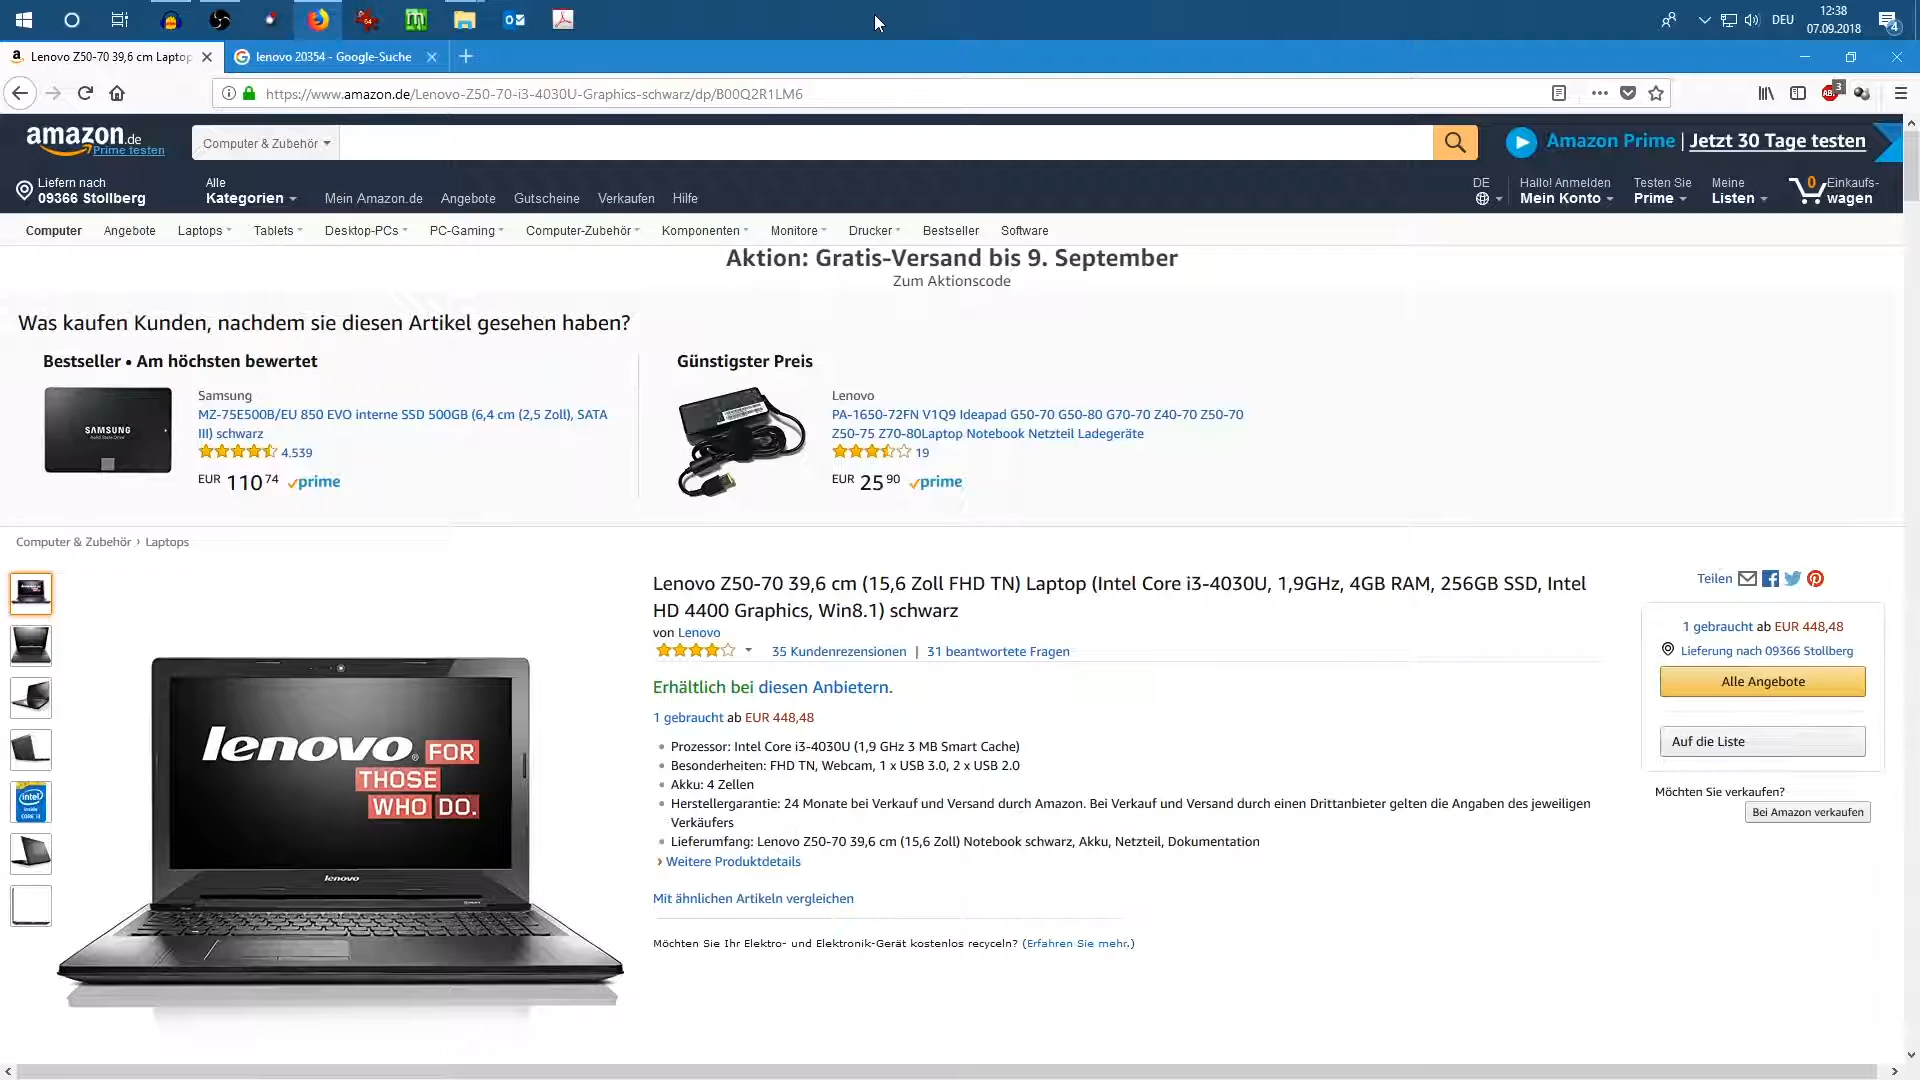 DEU
12:38
07.09.2018
4
Lenovo Z50-70 39,6 cm Laptop
lenovo 20354 - Google-Suche
https://www.amazon.de/Lenovo-Z50-70-i3-4030U-Graphics-schwarz/dp/B00Q2R1LM6
3
amazon.de
Prime testen
Computer & Zubehör
Amazon Prime | Jetzt 30 Tage testen
Liefern nach
09366 Stollberg
Alle
Kategorien
Mein Amazon.de
Angebote
Gutscheine
Verkaufen
Hilfe
DE
Hallo! Anmelden
Mein Konto
Testen Sie
Prime
Meine
Listen
0
Einkaufs-
wagen
Computer
Angebote
Laptops
Tablets
Desktop-PCs
PC-Gaming
Computer-Zubehör
Komponenten
Monitore
Drucker
Bestseller
Software
Aktion: Gratis-Versand bis 9. September
Zum Aktionscode
Was kaufen Kunden, nachdem sie diesen Artikel gesehen haben?
Bestseller • Am höchsten bewertet
SAMSUNG
Samsung
MZ-75E500B/EU 850 EVO interne SSD 500GB (6,4 cm (2,5 Zoll), SATA
III) schwarz
4.539
EUR 110 74 prime
Günstigster Preis
Lenovo
PA-1650-72FN V1Q9 Ideapad G50-70 G50-80 G70-70 Z40-70 Z50-70
Z50-75 Z70-80Laptop Notebook Netzteil Ladegeräte
19
EUR 25 90 prime
Computer & Zubehör › Laptops
lenovo FOR
THOSE
WHO DO.
lenovo
intel
Lenovo Z50-70 39,6 cm (15,6 Zoll FHD TN) Laptop (Intel Core i3-4030U, 1,9GHz, 4GB RAM, 256GB SSD, Intel
HD 4400 Graphics, Win8.1) schwarz
von Lenovo
35 Kundenrezensionen | 31 beantwortete Fragen
Erhältlich bei diesen Anbietern.
1 gebraucht ab EUR 448,48
Prozessor: Intel Core i3-4030U (1,9 GHz 3 MB Smart Cache)
Besonderheiten: FHD TN, Webcam, 1 x USB 3.0, 2 x USB 2.0
Akku: 4 Zellen
Herstellergarantie: 24 Monate bei Verkauf und Versand durch Amazon. Bei Verkauf und Versand durch einen Drittanbieter gelten die Angaben des jeweiligen
Verkäufers
Lieferumfang: Lenovo Z50-70 39,6 cm (15,6 Zoll) Notebook schwarz, Akku, Netzteil, Dokumentation
› Weitere Produktdetails
Mit ähnlichen Artikeln vergleichen
Möchten Sie Ihr Elektro- und Elektronik-Gerät kostenlos recyceln? (Erfahren Sie mehr.)
Teilen
1 gebraucht ab EUR 448,48
Lieferung nach 09366 Stollberg
Alle Angebote
Auf die Liste
Möchten Sie verkaufen?
Bei Amazon verkaufen